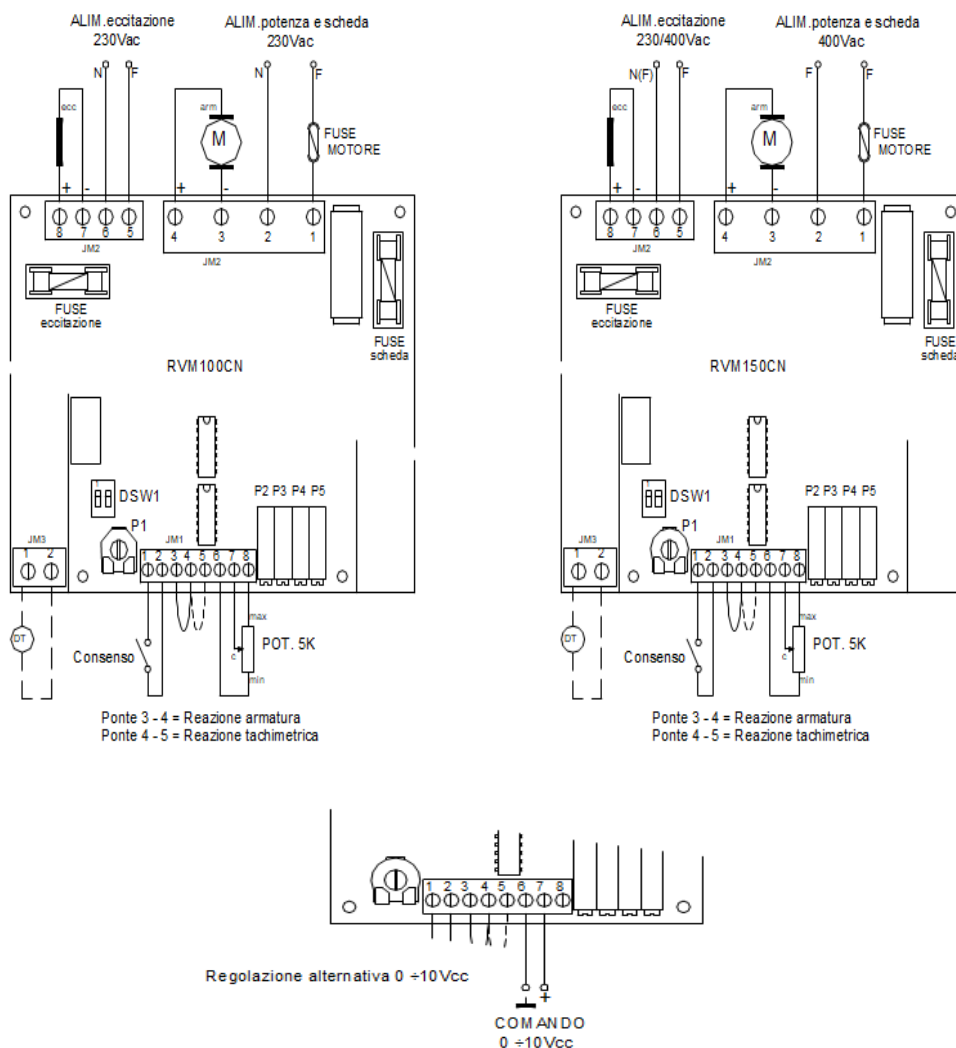 ALIM.eccitazione
230Vac
ALIM.potenza e scheda
230Vac
N F N F
ecc
arm
M
FUSE
MOTORE
+ - + -
8 7 6 5 4 3 2 1
JM2 JM2
FUSE
eccitazione
FUSE
scheda
RVM100CN
1
DSW1
P2 P3 P4 P5
P1
JM3
1 2
JM1
1 2 3 4 5 6 7 8
DT
Consenso
max
POT. 5K
c
min
Ponte 3 - 4 = Reazione armatura
Ponte 4 - 5 = Reazione tachimetrica
ALIM.eccitazione
230/400Vac
ALIM.potenza e scheda
400Vac
N(F) F F F
ecc
arm
M
FUSE
MOTORE
+ - + -
8 7 6 5 4 3 2 1
JM2 JM2
FUSE
eccitazione
FUSE
scheda
RVM150CN
1
DSW1
P2 P3 P4 P5
P1
JM3
1 2
JM1
1 2 3 4 5 6 7 8
DT
Consenso
max
POT. 5K
c
min
Ponte 3 - 4 = Reazione armatura
Ponte 4 - 5 = Reazione tachimetrica
1 2 3 4 5 6 7 8
Regolazione alternativa 0 ÷10Vcc
+
COMANDO
0 ÷10Vcc